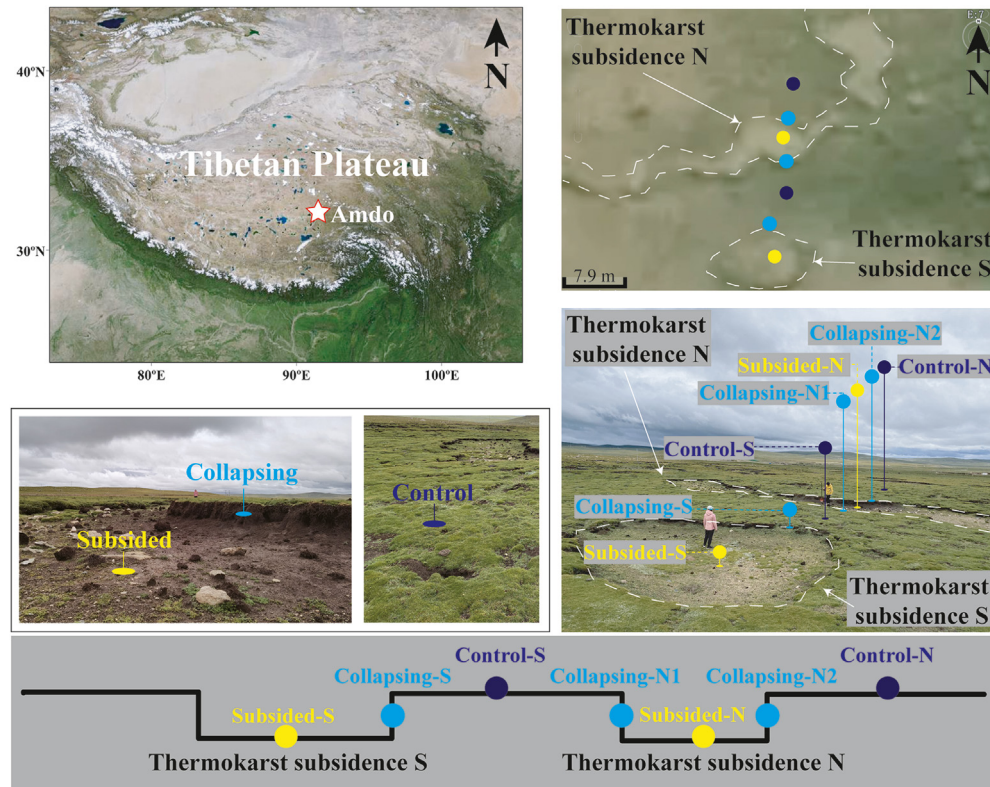 40°N
30°N
80°E
90°E
100°E
N
Tibetan Plateau
Amdo
Thermokarst
subsidence N
N
Thermokarst
subsidence S
7.9 m
Collapsing
Subsided
Control
Thermokarst
subsidence N
Collapsing-N2
Subsided-N
Control-N
Collapsing-N1
Control-S
Collapsing-S
Subsided-S
Thermokarst
subsidence S
Control-S
Control-N
Collapsing-S
Collapsing-N1
Collapsing-N2
Subsided-S
Subsided-N
Thermokarst subsidence S
Thermokarst subsidence N